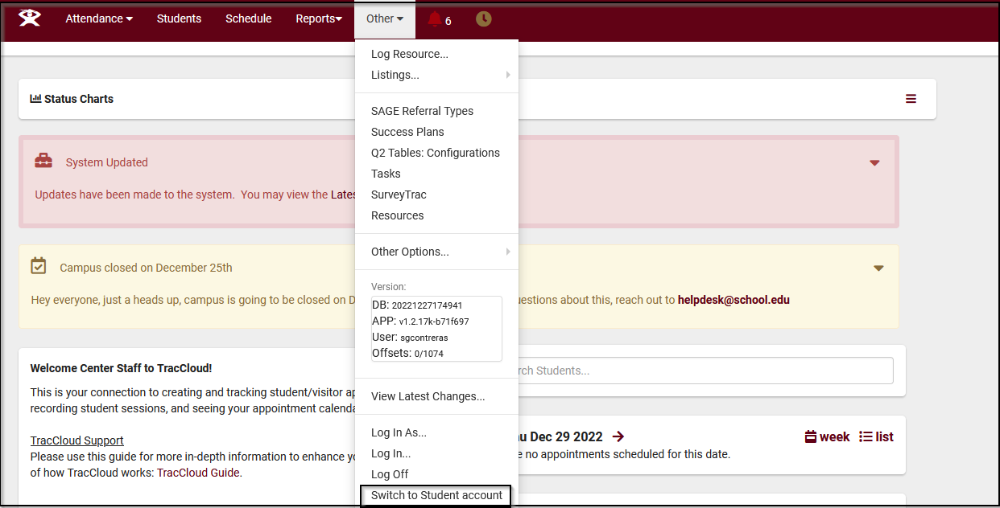 Attendance Students Schedule Reports Other 6
Log Resource...
Listings...
SAGE Referral Types
Success Plans
Q2 Tables: Configurations
Tasks
SurveyTrac
Resources
Other Options...
Version:
DB: 20221227174941
APP: v1.2.17k-b71f697
User: sgcontreras
Offsets: 0/1074
View Latest Changes...
Log In As...
Log In...
Log Off
Switch to Student account
Status Charts
System Updated
Updates have been made to the system. You may view the
Campus closed on December 25th
Hey everyone, just a heads up, campus is going to be closed on about this, reach out to helpdesk@school.edu
Welcome Center Staff to TracCloud!
This is your connection to creating and tracking student/visitor
recording student sessions, and seeing your appointment
TracCloud Support
Please use this guide for more in-depth information to enhance
of how TracCloud works: TracCloud Guide.
Students...
Dec 29 2022 week list
no appointments scheduled for this date.